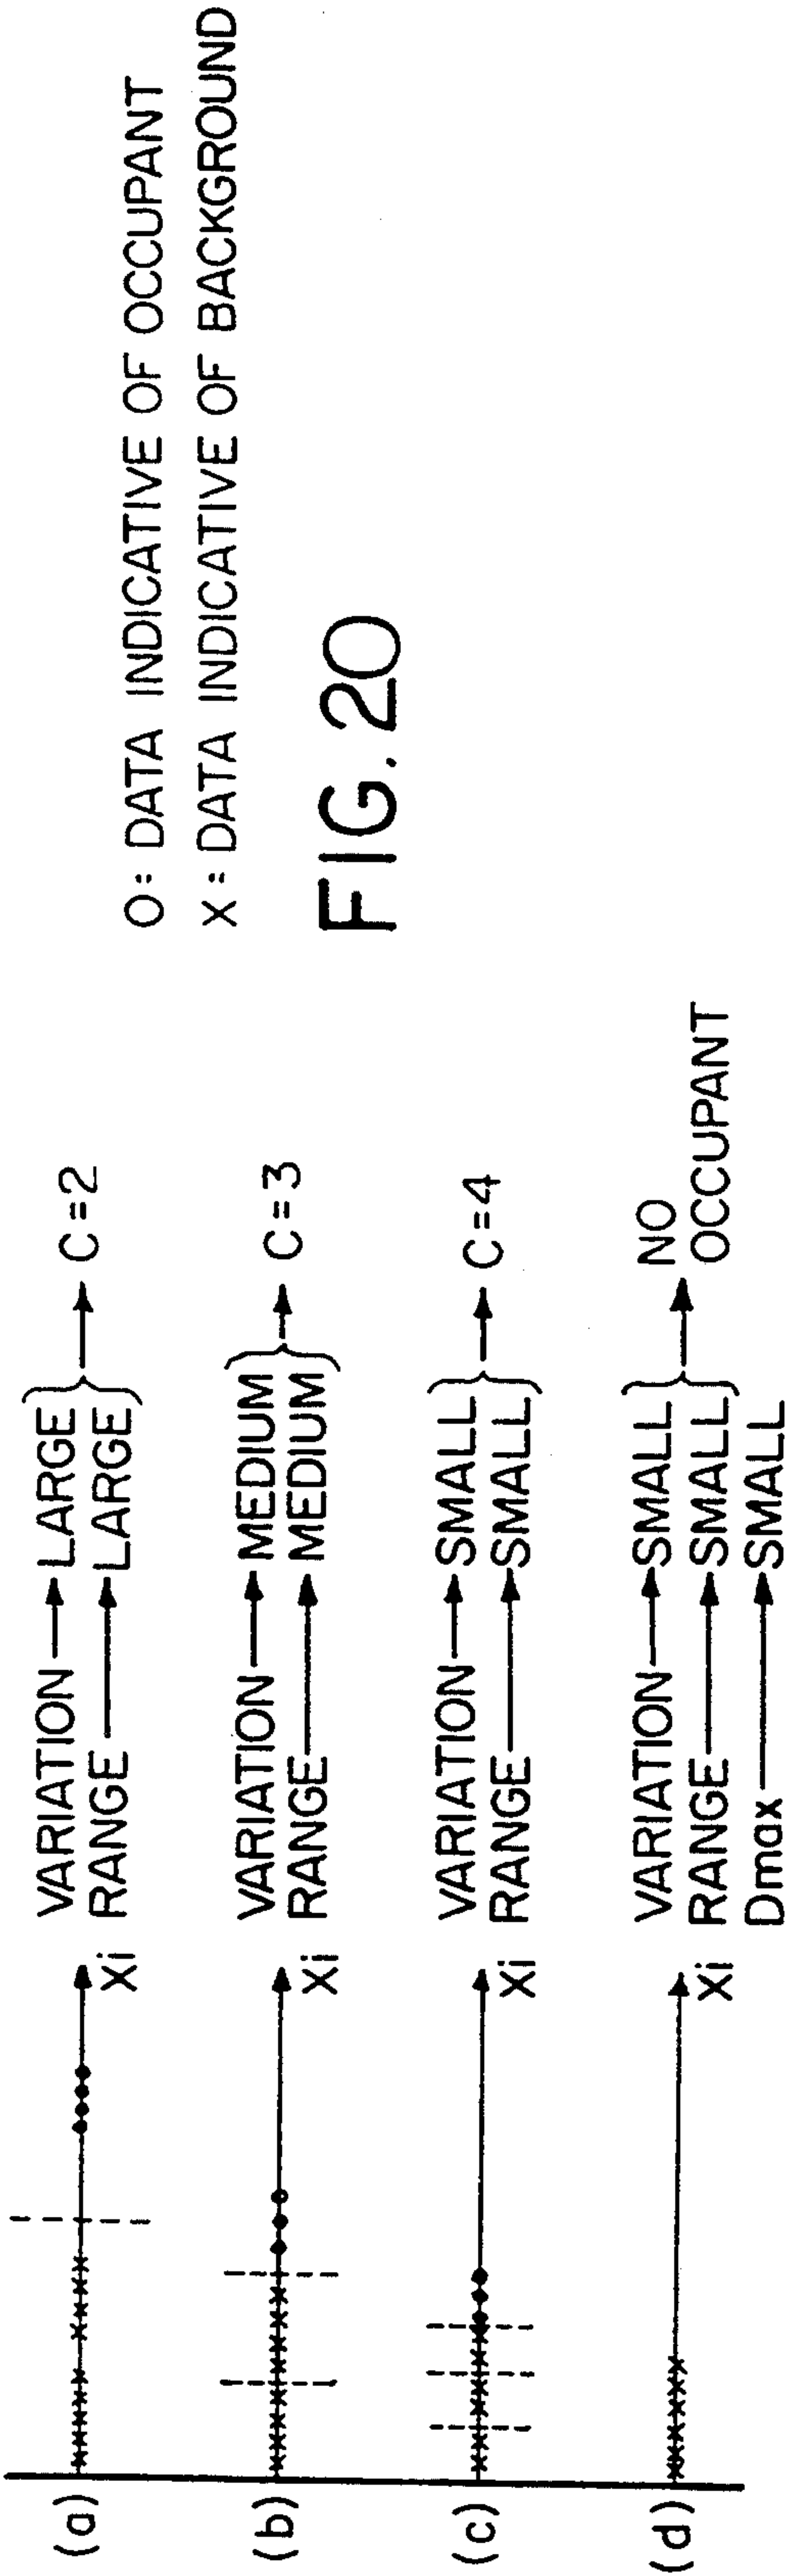 (a)
Xi
VARIATION → LARGE
RANGE → LARGE
→ C=2
(b)
Xi
VARIATION → MEDIUM
RANGE → MEDIUM
→ C=3
(c)
Xi
VARIATION → SMALL
RANGE → SMALL
→ C=4
(d)
Xi
VARIATION → SMALL
RANGE → SMALL
Dmax → SMALL
→ NO
OCCUPANT
O: DATA INDICATIVE OF OCCUPANT
X: DATA INDICATIVE OF BACKGROUND
FIG. 20